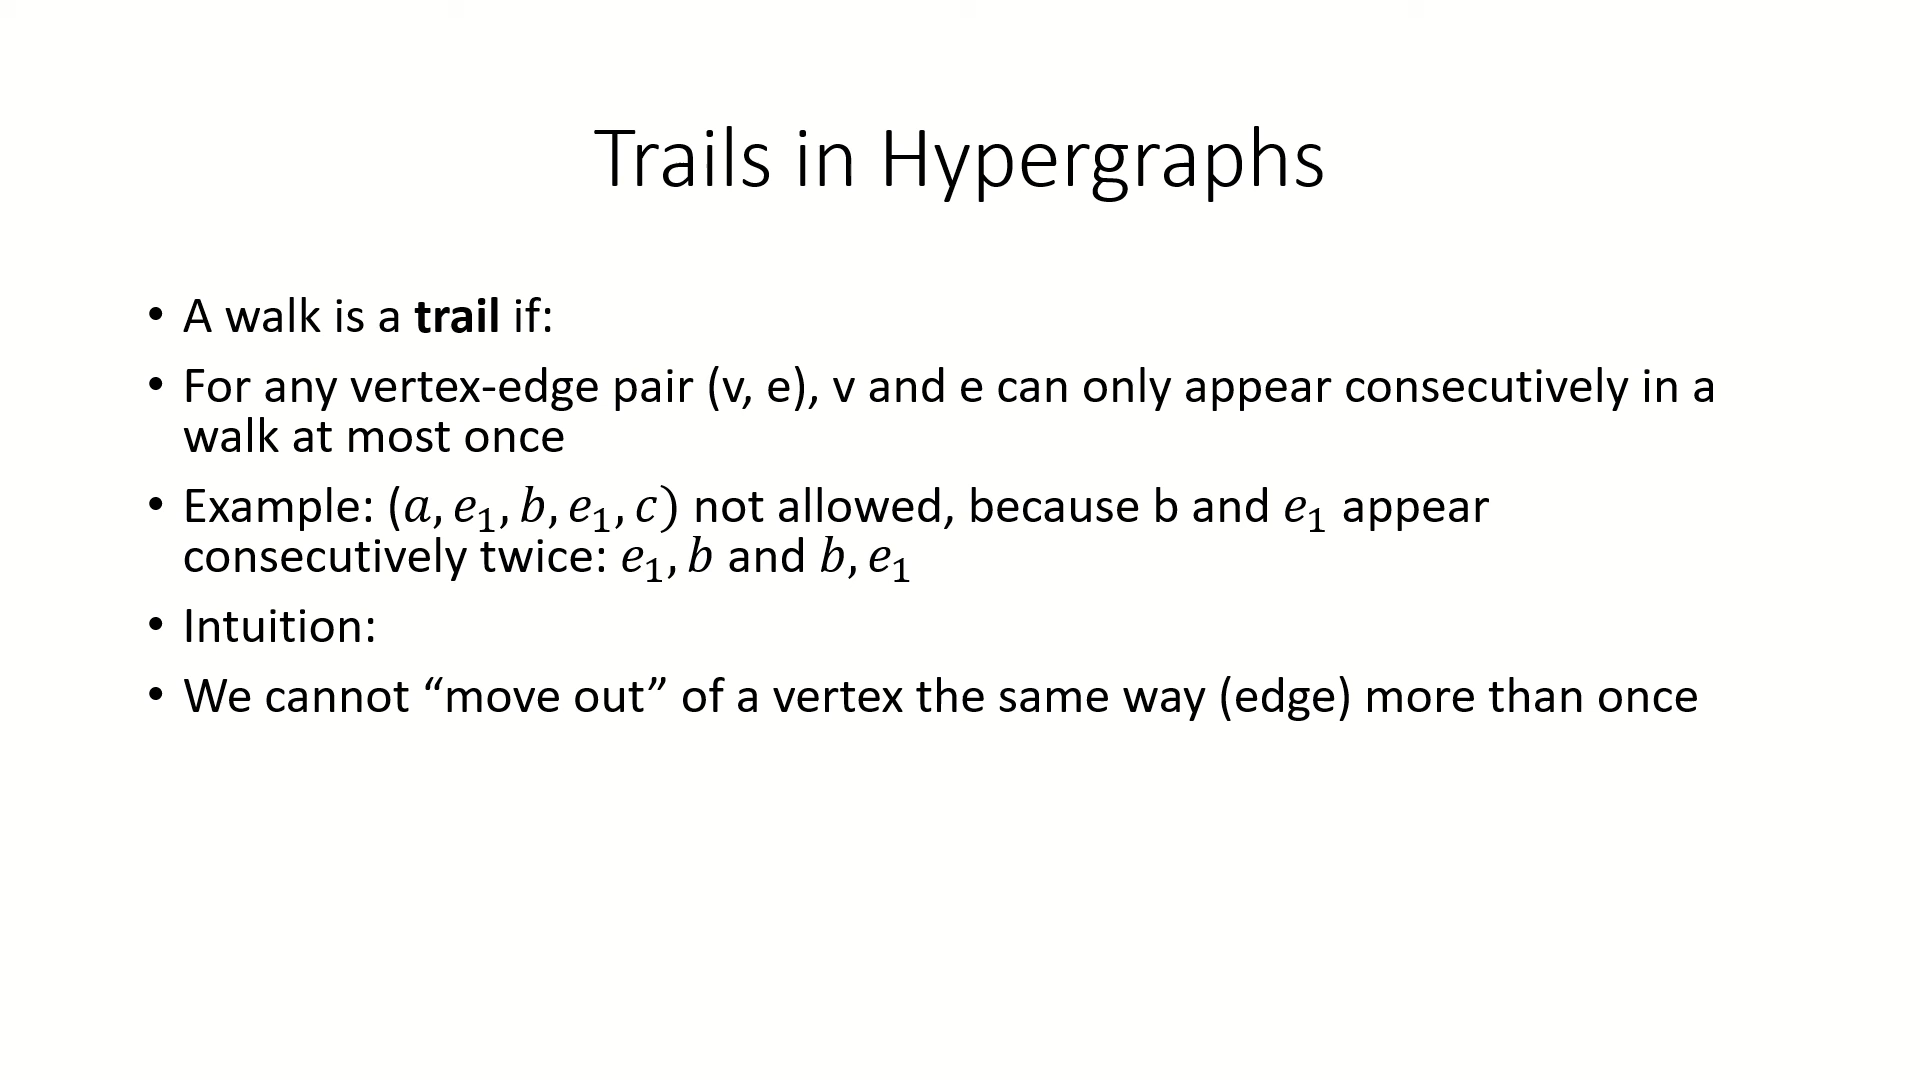 Trails in Hypergraphs
• A walk is a trail if:
• For any vertex-edge pair (v, e), v and e can only appear consecutively in a
walk at most once
• Example: (𝑎, 𝑒₁, 𝑏, 𝑒₁, 𝑐) not allowed, because b and 𝑒₁ appear
consecutively twice: 𝑒₁, 𝑏 and 𝑏, 𝑒₁
• Intuition:
• We cannot “move out” of a vertex the same way (edge) more than once